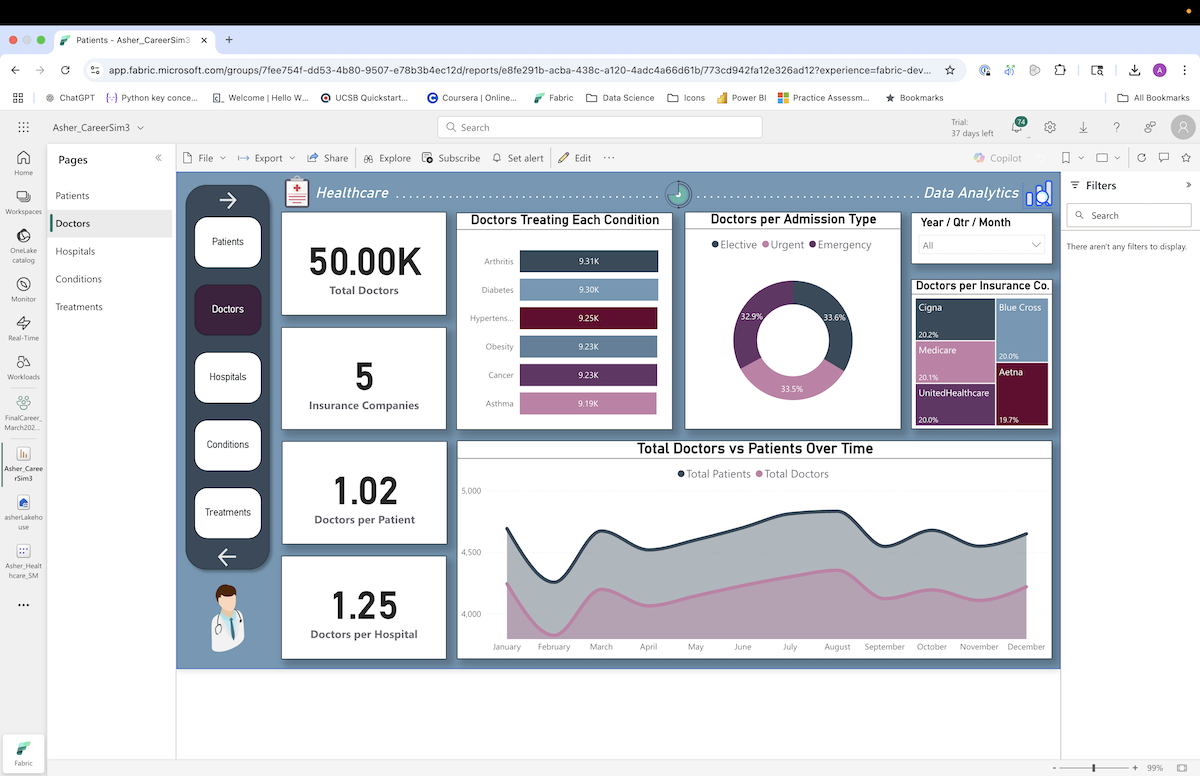 Patients - Asher_CareerSim3
app.fabric.microsoft.com/groups/7fee754f-dd53-4b80-9507-e78b3b4ec12d/reports/e8fe291b-acba-438c-a120-4adc4a66d61b/773cd942fa12e326ad12?experience=fabric-dev...
A
ChatGPT
Python key conce...
Welcome | Hello W...
UCSB Quickstart...
Coursera | Online...
Fabric
Data Science
Icons
Power BI
Practice Assessm...
Bookmarks
All Bookmarks
Asher_CareerSim3
Search
Trial:
37 days left
74
Home
Workspaces
OneLake
catalog
Monitor
Real-Time
Workloads
FinalCareer_
March202...
Asher_Caree
rSim3
asherLakeho
use
Asher_Healt
hcare_SM
...
Fabric
Pages
Patients
Doctors
Hospitals
Conditions
Treatments
File
Export
Share
Explore
Subscribe
Set alert
Edit
...
Copilot
Healthcare
Data Analytics
Patients
Doctors
Hospitals
Conditions
Treatments
50.00K
Total Doctors
5
Insurance Companies
1.02
Doctors per Patient
1.25
Doctors per Hospital
Doctors Treating Each Condition
Arthritis 9.31K
Diabetes 9.30K
Hypertens... 9.25K
Obesity 9.23K
Cancer 9.23K
Asthma 9.19K
Doctors per Admission Type
Elective Urgent Emergency
32.9% 33.6%
33.5%
Year / Qtr / Month
All
Doctors per Insurance Co.
Cigna
20.2%
Blue Cross
20.0%
Medicare
20.1%
Aetna
19.7%
UnitedHealthcare
20.0%
Total Doctors vs Patients Over Time
Total Patients Total Doctors
5,000
4,500
4,000
January February March April May June July August September October November December
Filters
Search
There aren't any filters to display.
- + 99%